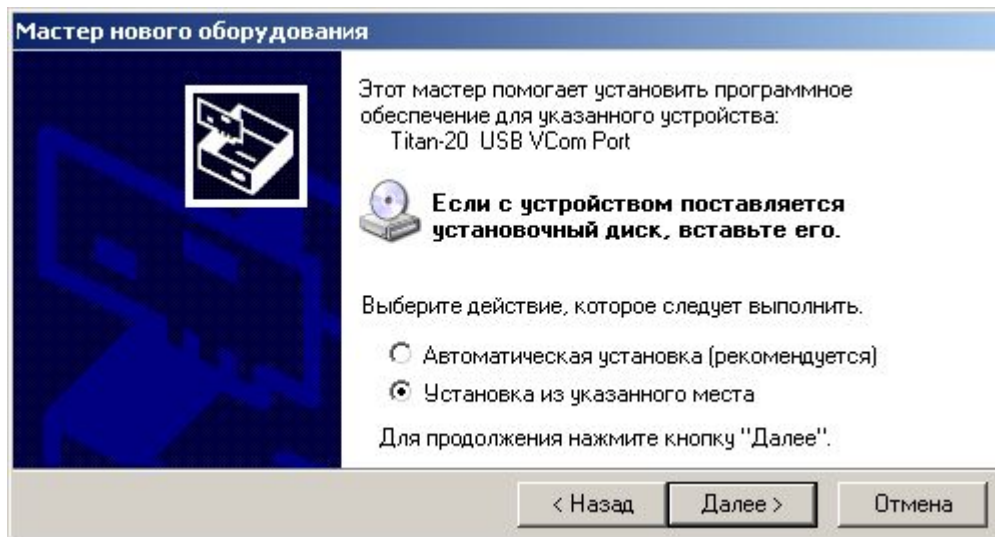 Мастер нового оборудования
Этот мастер помогает установить программное
обеспечение для указанного устройства:
Titan-20 USB VCom Port
Если с устройством поставляется
установочный диск, вставьте его.
Выберите действие, которое следует выполнить.
Автоматическая установка (рекомендуется)
Установка из указанного места
Для продолжения нажмите кнопку "Далее".
< Назад
Далее >
Отмена